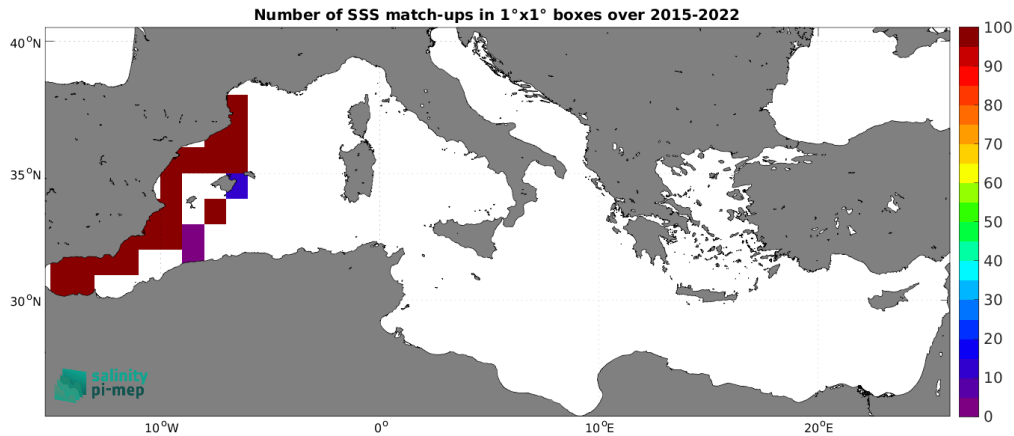 Number of SSS match-ups in 1°x1° boxes over 2015-2022
40°N
35°N
30°N
10°W
0°
10°E
20°E
100
90
80
70
60
50
40
30
20
10
0
salinity
pi-mep